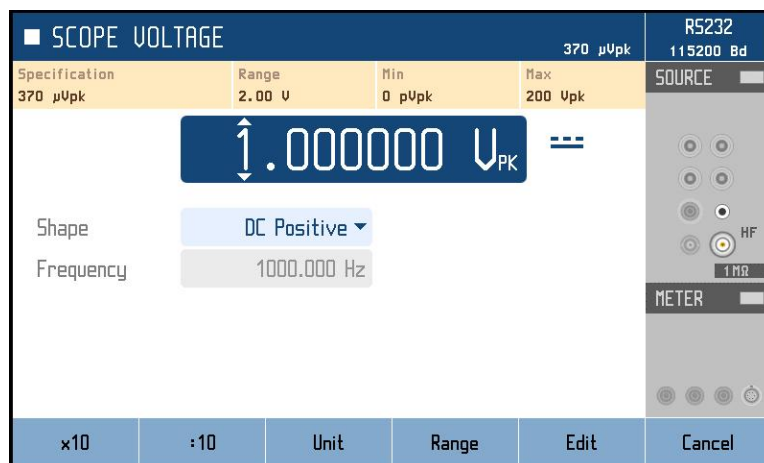 SCOPE VOLTAGE
370 µVpk
RS232
115200 Bd
Specification
370 µVpk
Range
2.00 V
Min
0 pVpk
Max
200 Vpk
SOURCE
1.000000 VPK
Shape
DC Positive
Frequency
1000.000 Hz
HF
1MΩ
METER
x10
:10
Unit
Range
Edit
Cancel